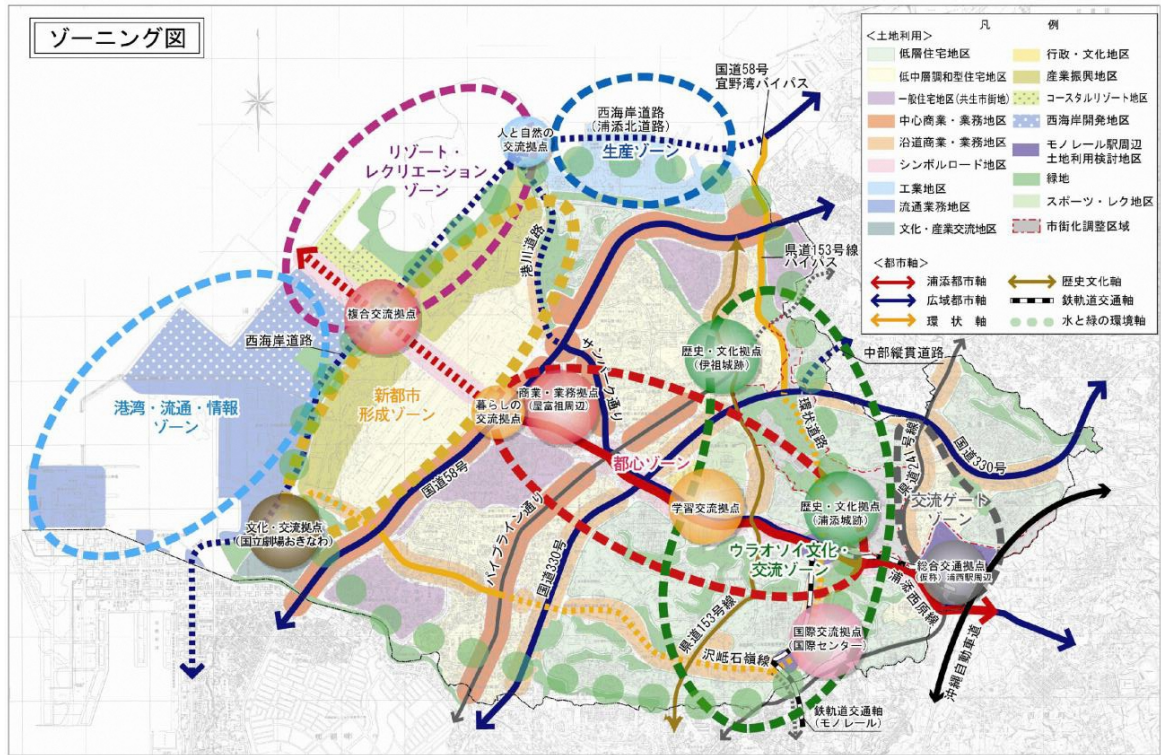 ゾーニング図
凡　例
＜土地利用＞
低層住宅地区
低中層調和型住宅地区
一般住宅地区(共生市街地)
中心商業・業務地区
沿道商業・業務地区
シンボルロード地区
工業地区
流通業務地区
文化・産業交流地区
行政・文化地区
産業振興地区
コースタルリゾート地区
西海岸開発地区
モノレール駅周辺
土地利用検討地区
緑地
スポーツ・レク地区
市街化調整区域
＜都市軸＞
浦添都市軸
広域都市軸
環状軸
歴史文化軸
鉄軌道交通軸
水と緑の環境軸
国道58号
宜野湾バイパス
西海岸道路
(浦添北道路)
生産ゾーン
人と自然の
交流拠点
リゾート・
レクリエーション
ゾーン
港川道路
県道153号線
バイパス
複合交流拠点
西海岸道路
サンパーク通り
歴史・文化拠点
(伊祖城跡)
中部縦貫道路
港湾・流通・情報
ゾーン
新都市
形成ゾーン
暮らしの
交流拠点
商業・業務拠点
(屋富祖周辺)
環状道路
国道330号
県道241号線
都心ゾーン
国道58号
交流ゲート
ゾーン
学習交流拠点
歴史・文化拠点
(浦添城跡)
文化・交流拠点
(国立劇場おきなわ)
パイプライン通り
国道330号
ウラオソイ文化・
交流ゾーン
総合交通拠点
(仮称)浦西駅周辺
浦添西原線
県道153号線
国際交流拠点
(国際センター)
沢岻石嶺線
沖縄自動車道
鉄軌道交通軸
(モノレール)